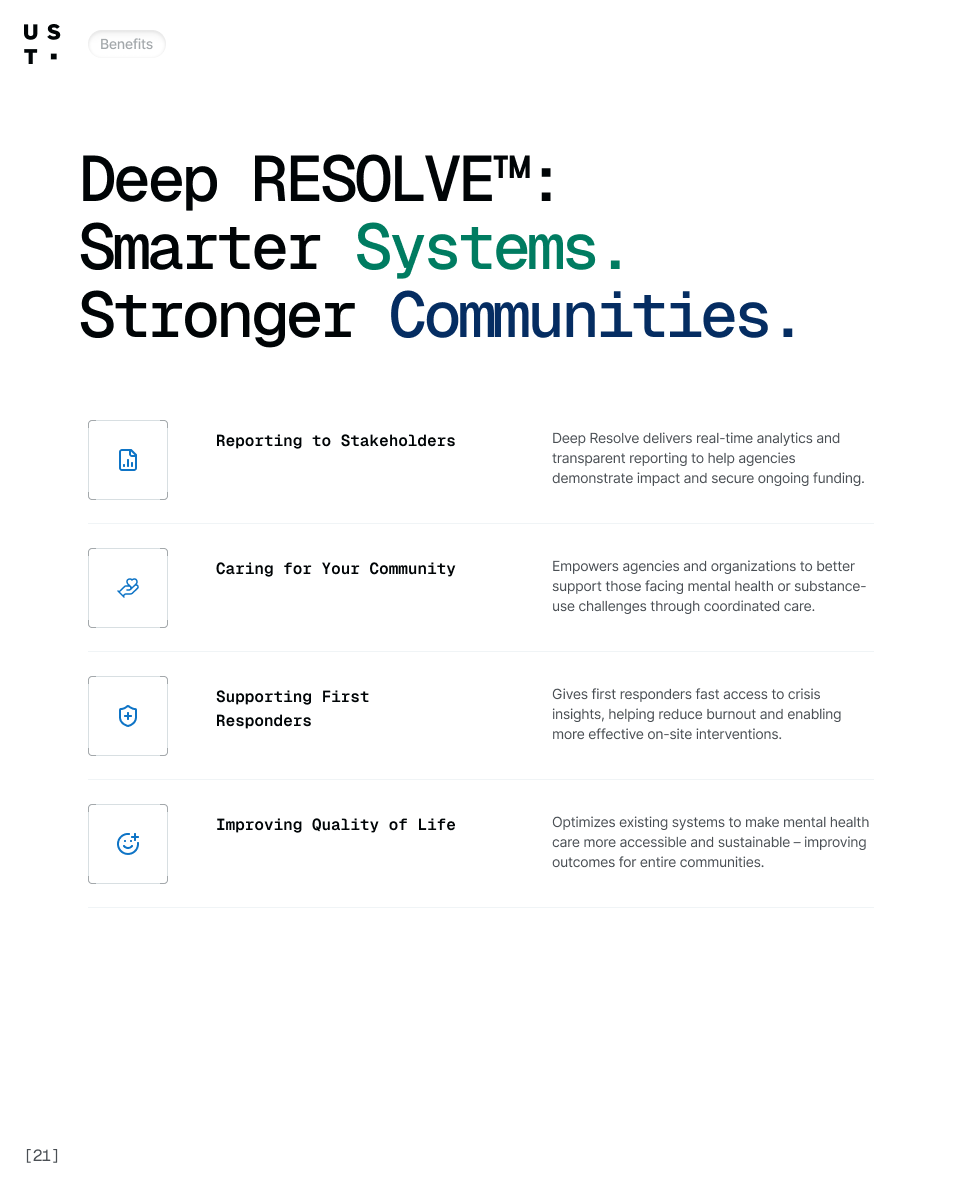 U S
T .
Benefits
Deep RESOLVE™:
Smarter Systems.
Stronger Communities.
Reporting to Stakeholders
Deep Resolve delivers real-time analytics and
transparent reporting to help agencies
demonstrate impact and secure ongoing funding.
Caring for Your Community
Empowers agencies and organizations to better
support those facing mental health or substance-
use challenges through coordinated care.
Supporting First
Responders
Gives first responders fast access to crisis
insights, helping reduce burnout and enabling
more effective on-site interventions.
Improving Quality of Life
Optimizes existing systems to make mental health
care more accessible and sustainable – improving
outcomes for entire communities.
[21]